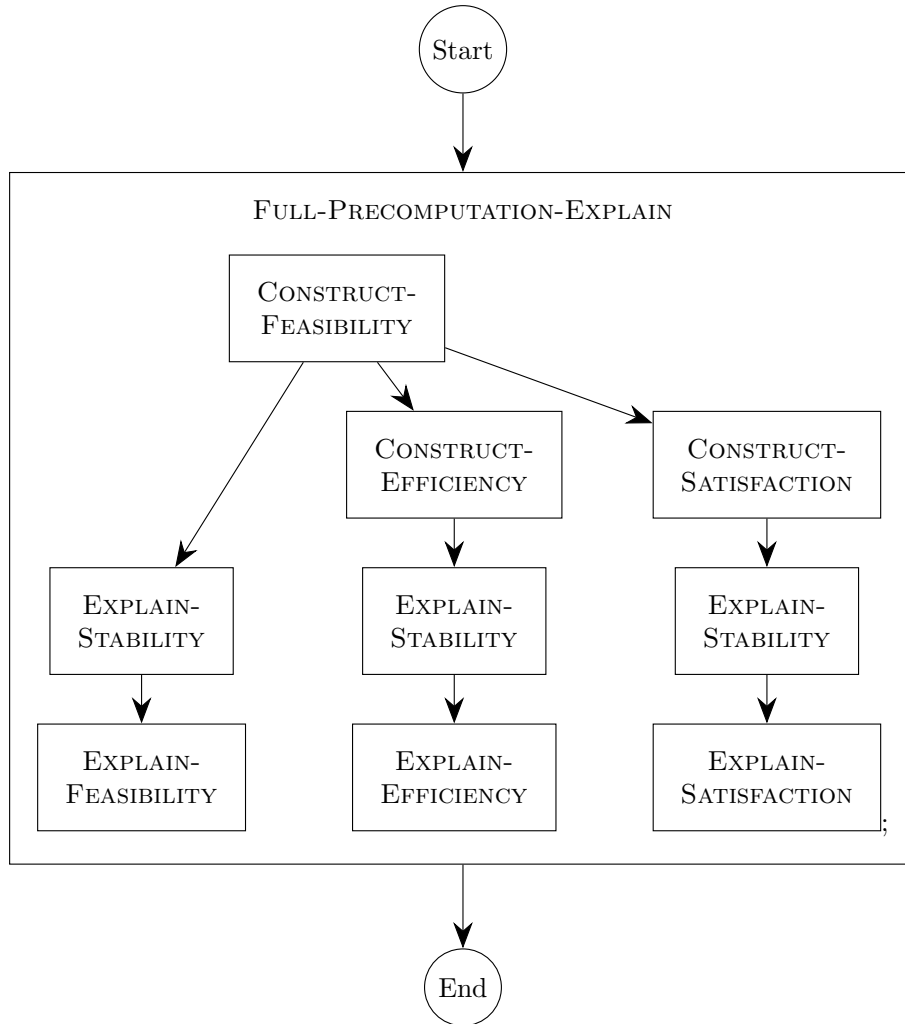 Start
Full-Precomputation-Explain
Construct-
Feasibility
Construct-
Efficiency
Construct-
Satisfaction
Explain-
Stability
Explain-
Stability
Explain-
Stability
Explain-
Feasibility
Explain-
Efficiency
Explain-
Satisfaction
;
End